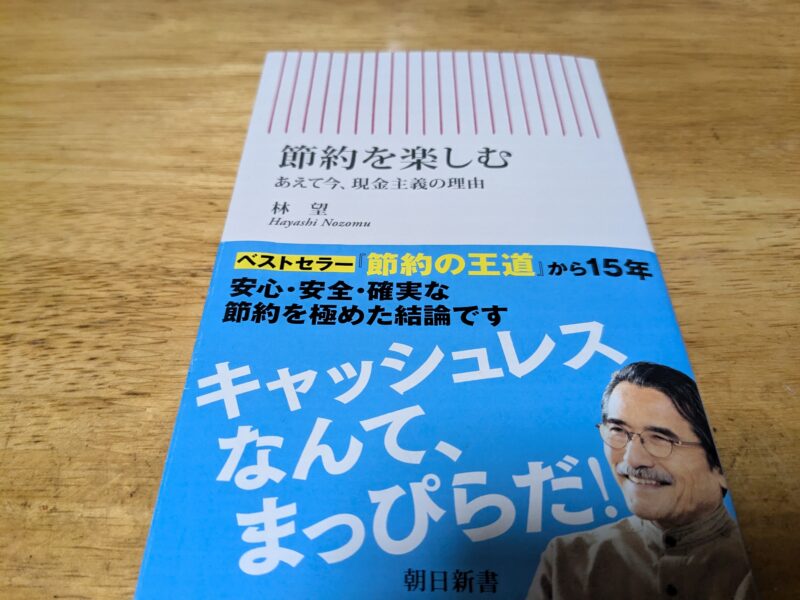 節約を楽しむ
あえて今、現金主義の理由
林 望
Hayashi Nozomu
ベストセラー『節約の王道』から15年
安心・安全・確実な
節約を極めた結論です
キャッシュレス
なんて、
まっぴらだ!
朝日新書